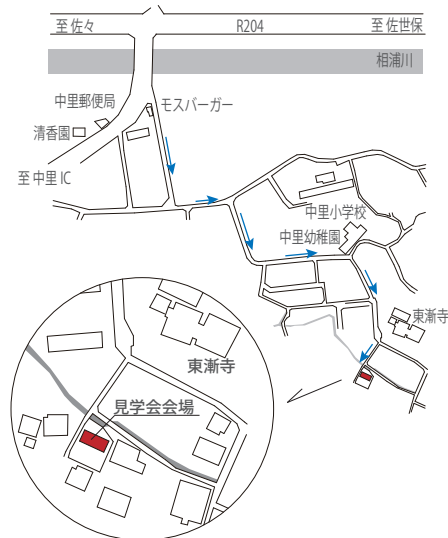 至佐々
R204
至佐世保
相浦川
中里郵便局
モスバーガー
清香園
至中里IC
中里小学校
中里幼稚園
東漸寺
東漸寺
見学会会場